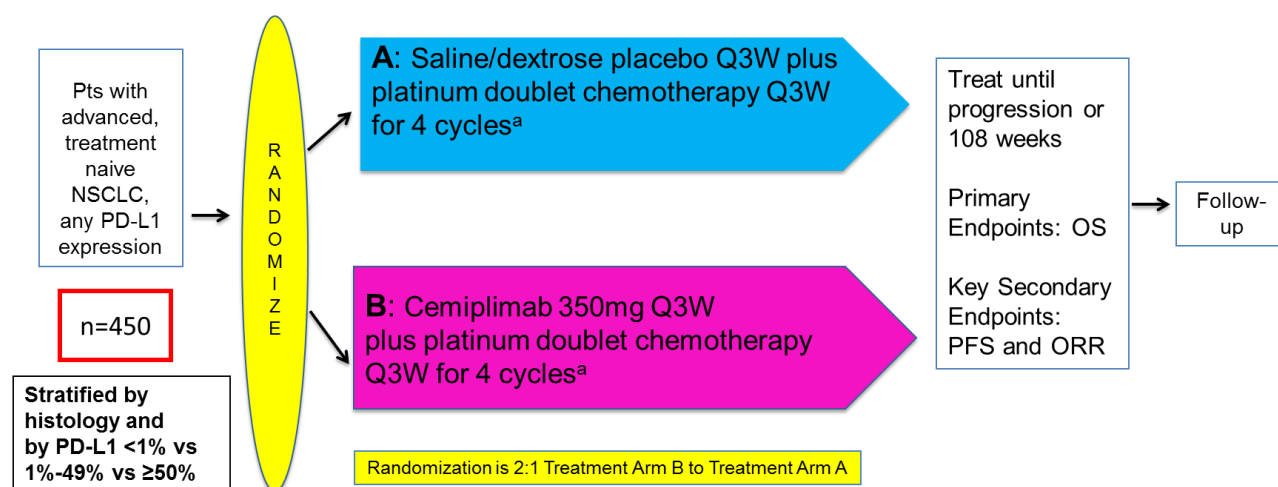 Pts with
advanced,
treatment
naive
NSCLC,
any PD-L1
expression
n=450
Stratified by
histology and
by PD-L1 <1% vs
1%-49% vs ≥50%
R
A
N
D
O
M
I
Z
E
A: Saline/dextrose placebo Q3W plus
platinum doublet chemotherapy Q3W
for 4 cyclesᵃ
B: Cemiplimab 350mg Q3W
plus platinum doublet chemotherapy
Q3W for 4 cyclesᵃ
Randomization is 2:1 Treatment Arm B to Treatment Arm A
Treat until
progression or
108 weeks
Primary
Endpoints: OS
Key Secondary
Endpoints:
PFS and ORR
Follow-
up